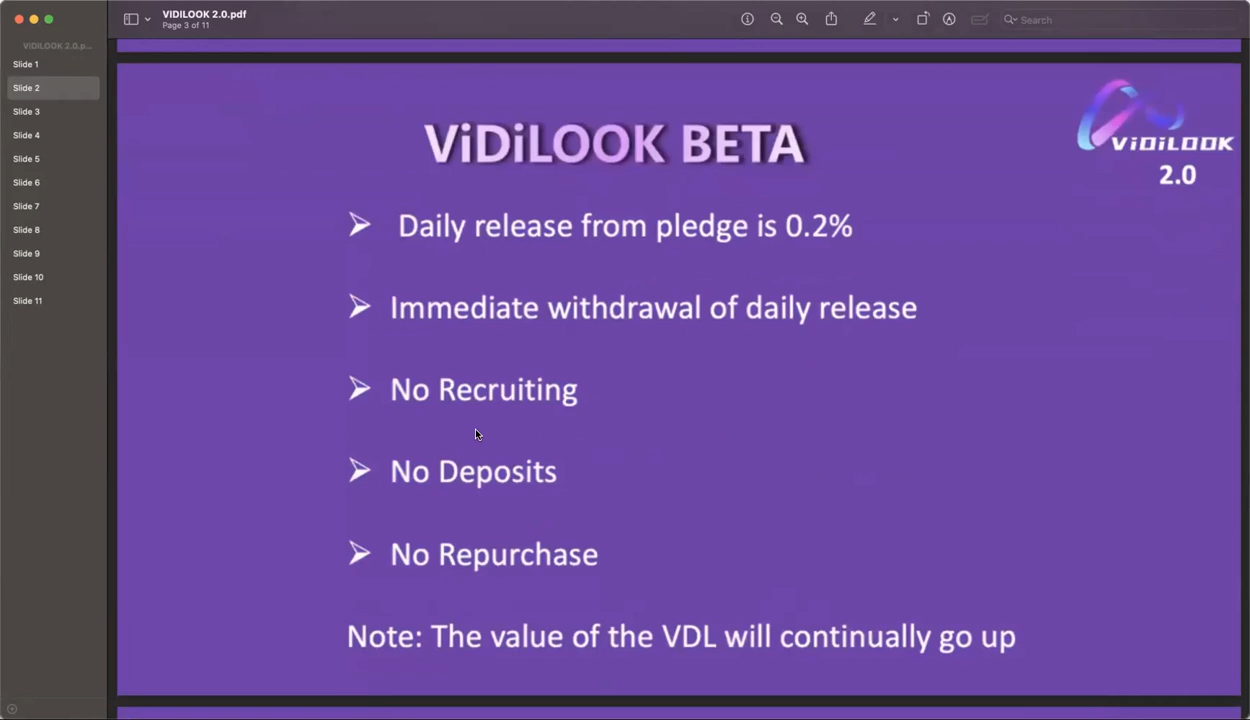 VIDILOOK 2.0.pdf
Page 3 of 11
Search
VIDILOOK 2.0.p...
Slide 1
Slide 2
Slide 3
Slide 4
Slide 5
Slide 6
Slide 7
Slide 8
Slide 9
Slide 10
Slide 11
ViDiLOOK
2.0
ViDiLOOK BETA
➢ Daily release from pledge is 0.2%
➢ Immediate withdrawal of daily release
➢ No Recruiting
➢ No Deposits
➢ No Repurchase
Note: The value of the VDL will continually go up